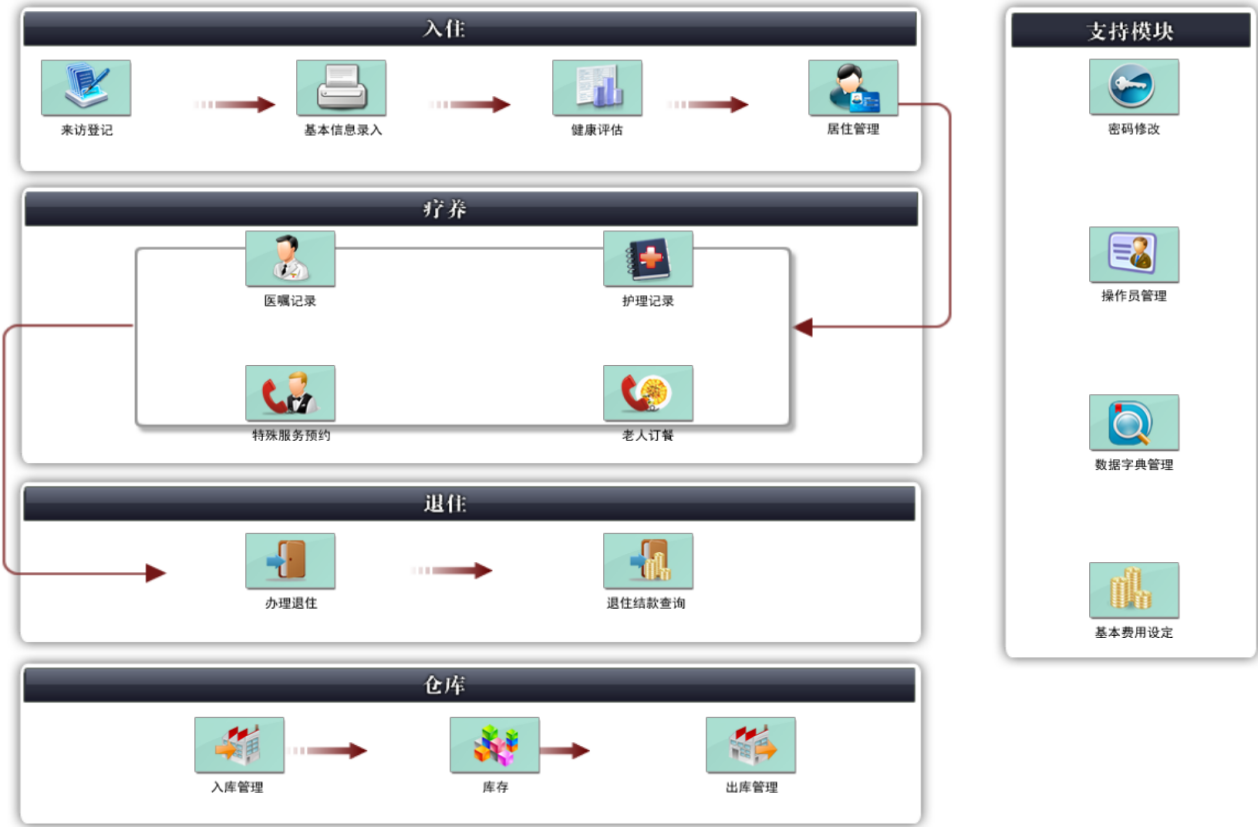 入住
来访登记
基本信息录入
健康评估
居住管理
疗养
医嘱记录
护理记录
特殊服务预约
老人订餐
退住
办理退住
退住结款查询
仓库
入库管理
库存
出库管理
支持模块
密码修改
操作员管理
数据字典管理
基本费用设定